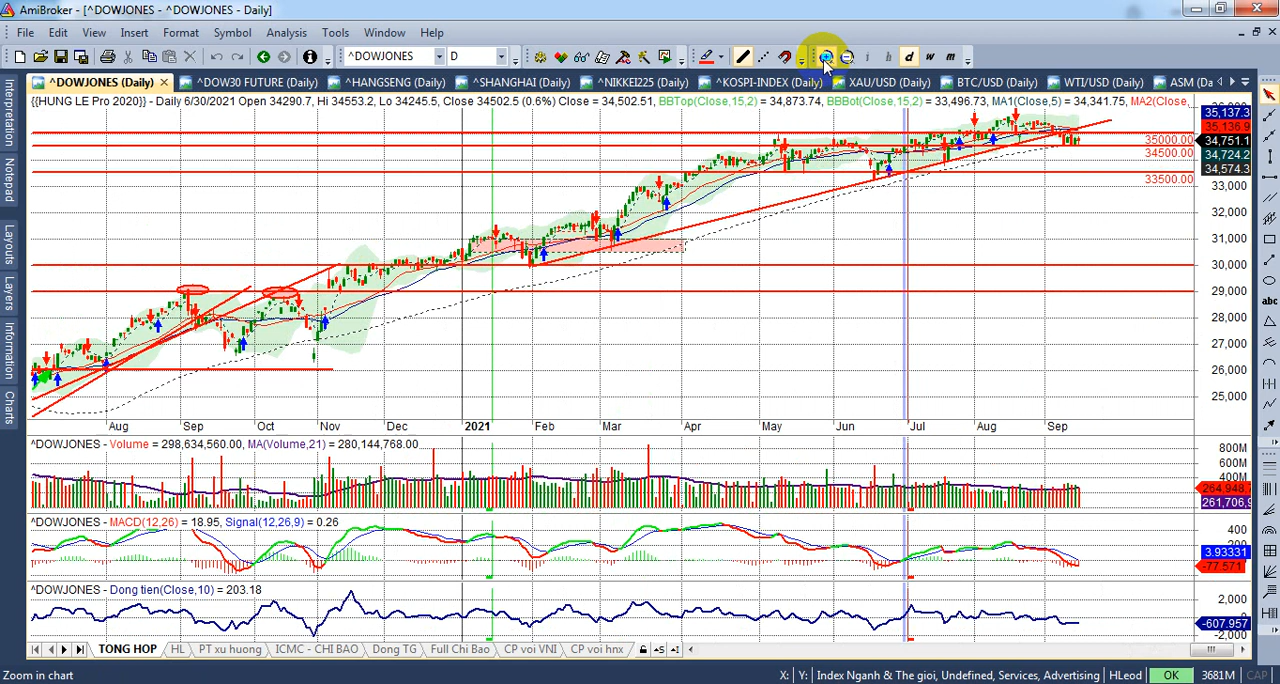 AmiBroker - [^DOWJONES - ^DOWJONES - Daily]
File Edit View Insert Format Symbol Analysis Tools Window Help
^DOWJONES D i h d w m
^DOWJONES (Daily) ^DOW30 FUTURE (Daily) ^HANGSENG (Daily) ^SHANGHAI (Daily) ^NIKKEI225 (Daily) ^KOSPI-INDEX (Daily) XAU/USD (Daily) BTC/USD (Daily) WTI/USD (Daily) ASM (Da
Interpretation
Notepad
Layouts
Layers
Information
Charts
{{HUNG LE Pro 2020}} - Daily 6/30/2021 Open 34290.7, Hi 34553.2, Lo 34245.5, Close 34502.5 (0.6%) Close = 34,502.51, BBTop(Close,15,2) = 34,873.74, BBBot(Close,15,2) = 33,496.73, MA1(Close,5) = 34,341.75, MA2(Close,
35,137.3
35,136.9
34,751.1
34,724.2
34,574.3
35000.00
34500.00
33500.00
33,000
32,000
31,000
30,000
29,000
28,000
27,000
26,000
25,000
Aug Sep Oct Nov Dec 2021 Feb Mar Apr May Jun Jul Aug Sep
^DOWJONES - Volume = 298,634,560.00, MA(Volume,21) = 280,144,768.00
800M
600M
264,948,
261,706,9
^DOWJONES - MACD(12,26) = 18.95, Signal(12,26,9) = 0.26
400
3.93331
-77.571
^DOWJONES - Dong tien(Close,10) = 203.18
2,000
-607.957
-2,000
TONG HOP HL PT xu huong ICMC - CHI BAO Dong TG Full Chi Bao CP voi VNI CP voi hnx
abc
Zoom in chart X: Y: Index Nganh & The gioi, Undefined, Services, Advertising HLeod OK 3681M CAP